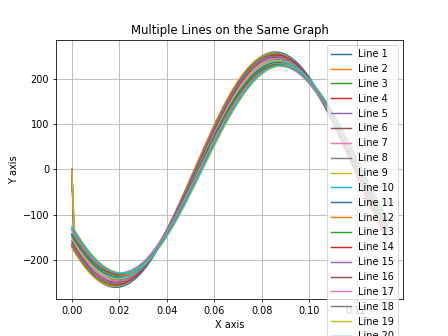 Multiple Lines on the Same Graph
Y axis
200
100
0
−100
−200
0.00
0.02
0.04
0.06
0.08
0.10
X axis
Line 1
Line 2
Line 3
Line 4
Line 5
Line 6
Line 7
Line 8
Line 9
Line 10
Line 11
Line 12
Line 13
Line 14
Line 15
Line 16
Line 17
Line 18
Line 19
Line 20